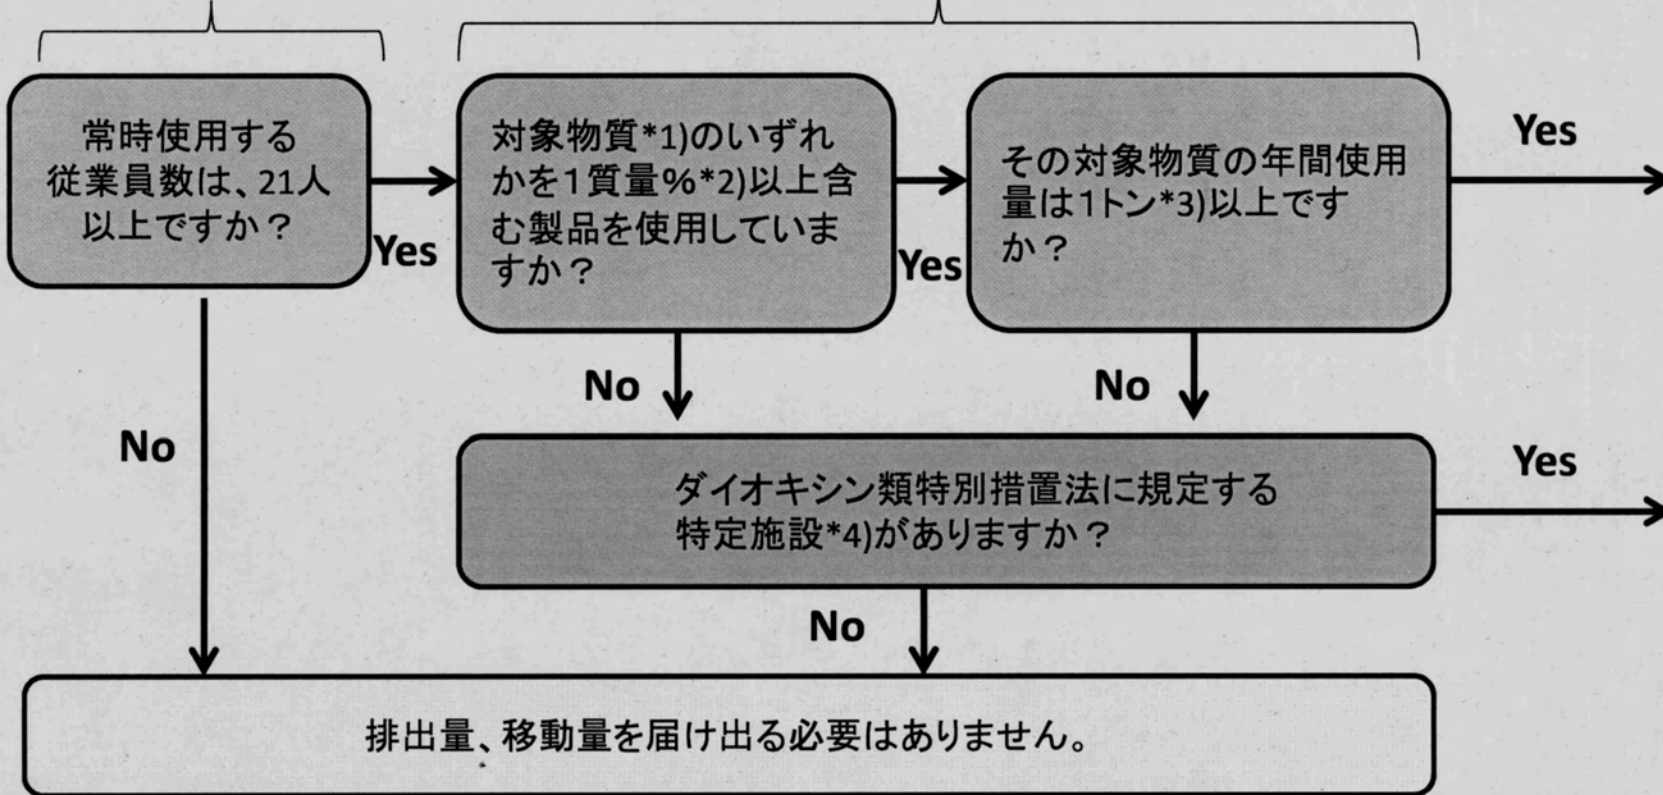 常時使用する
従業員数は、21人
以上ですか？
Yes
対象物質*1)のいずれ
かを1質量%*2)以上含
む製品を使用していま
すか？
Yes
その対象物質の年間使用
量は1トン*3)以上です
か？
Yes
No
No
No
ダイオキシン類特別措置法に規定する
特定施設*4)がありますか？
Yes
No
排出量、移動量を届け出る必要はありません。